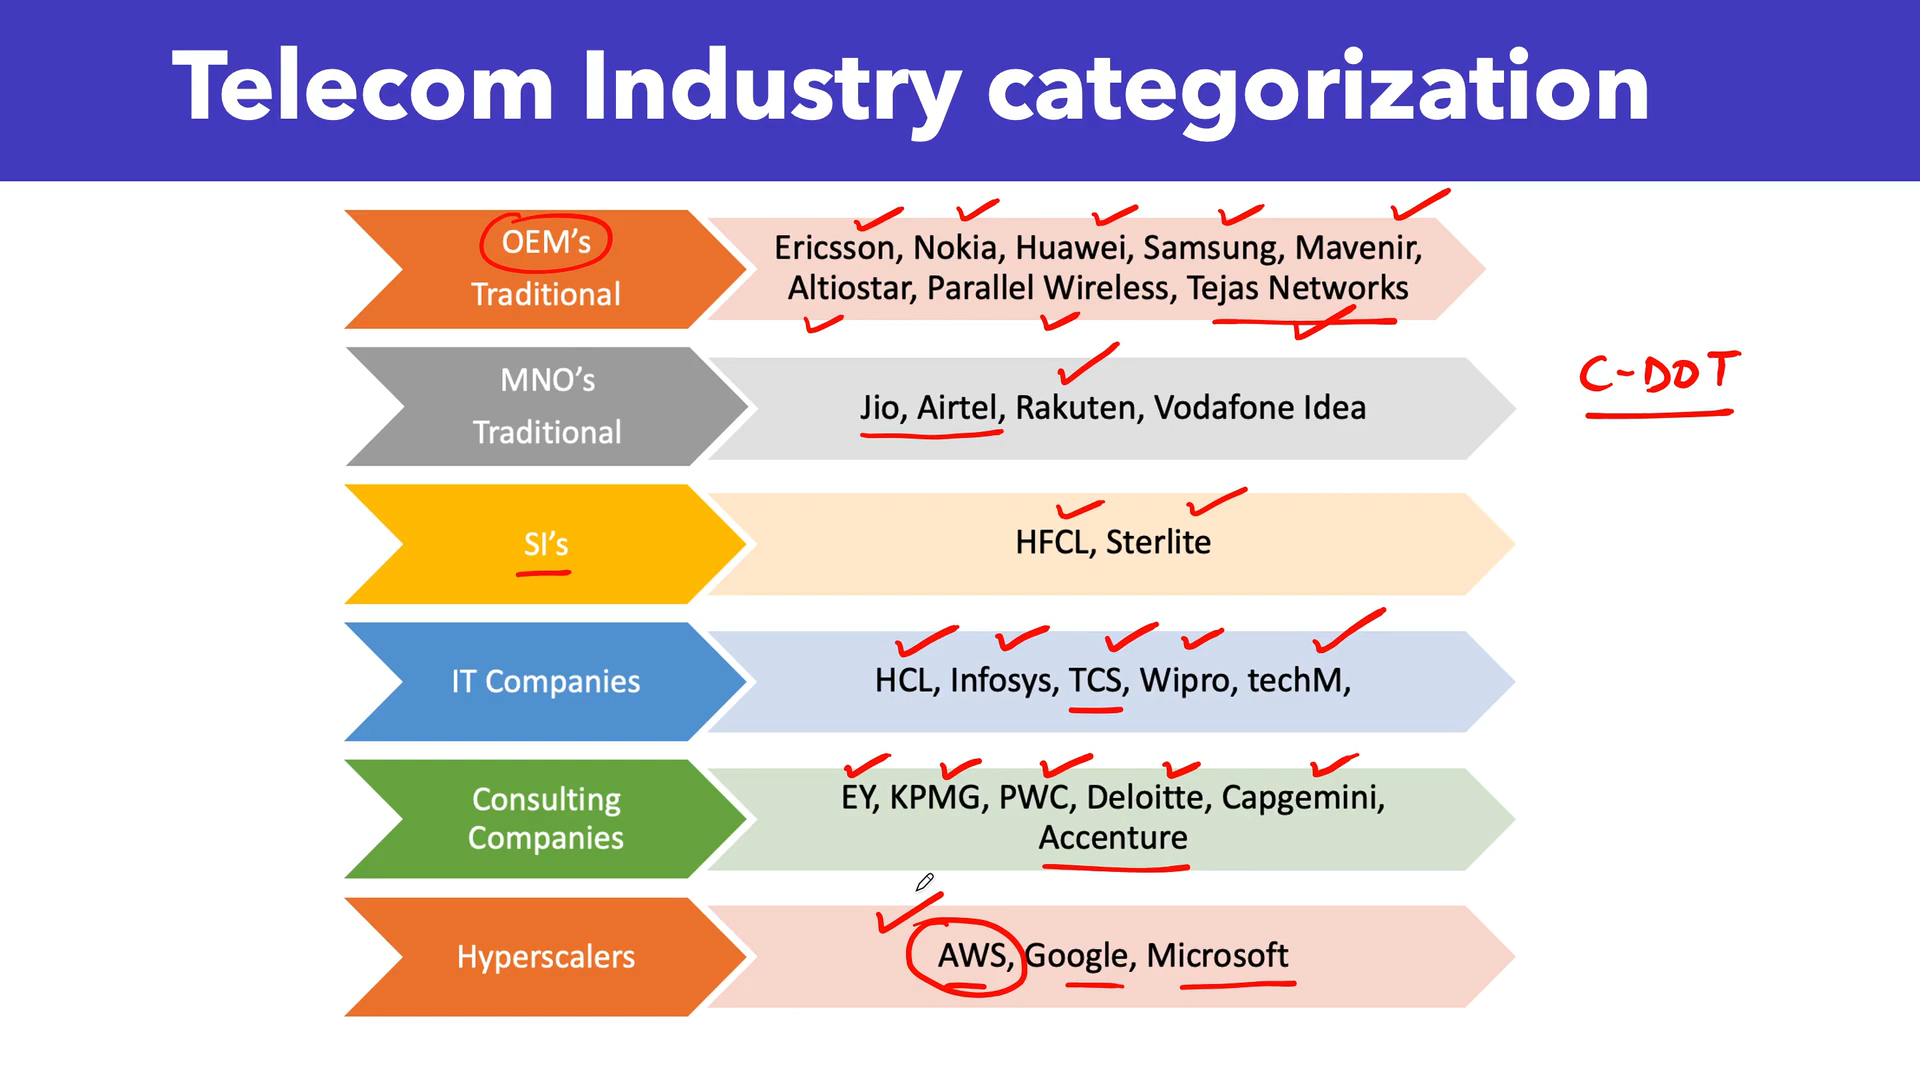 Telecom Industry categorization
OEM's
Traditional
Ericsson, Nokia, Huawei, Samsung, Mavenir,
Altiostar, Parallel Wireless, Tejas Networks
MNO's
Traditional
Jio, Airtel, Rakuten, Vodafone Idea
C-DOT
SI's
HFCL, Sterlite
IT Companies
HCL, Infosys, TCS, Wipro, techM,
Consulting
Companies
EY, KPMG, PWC, Deloitte, Capgemini,
Accenture
Hyperscalers
AWS, Google, Microsoft